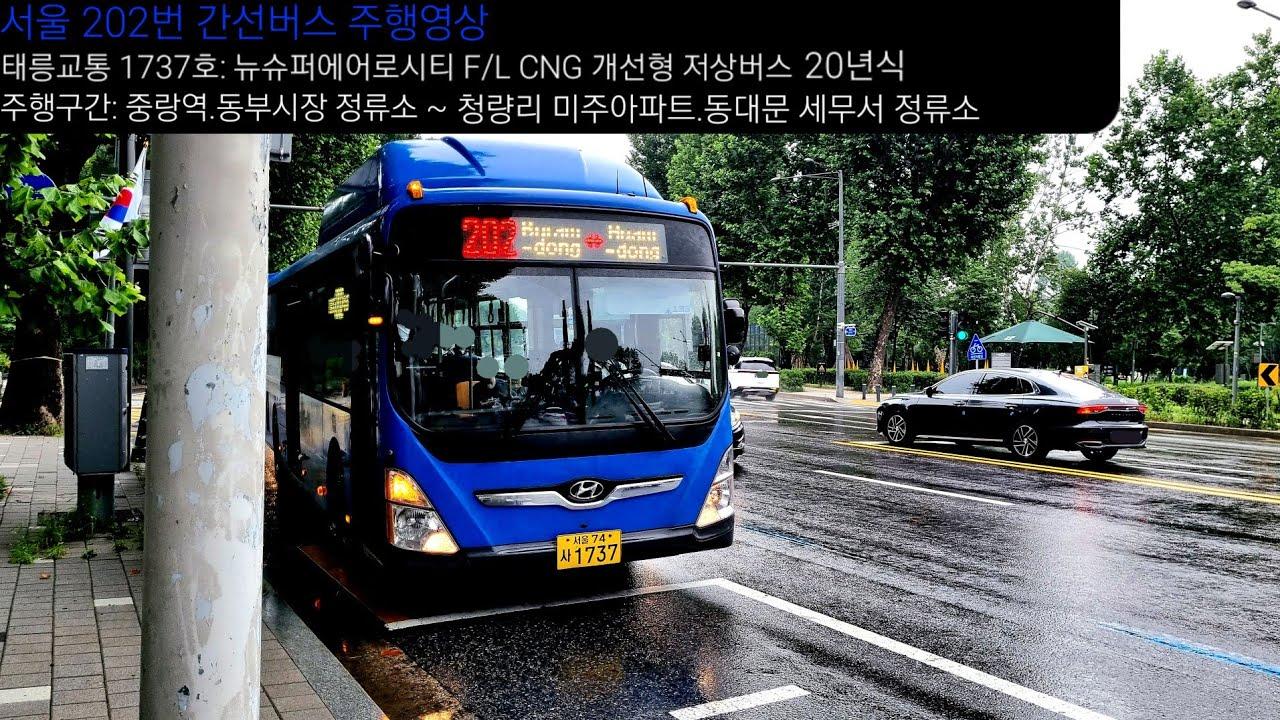 서울 202번 간선버스 주행영상
태릉교통 1737호: 뉴슈퍼에어로시티 F/L CNG 개선형 저상버스 20년식
주행구간: 중랑역.동부시장 정류소 ~ 청량리 미주아파트.동대문 세무서 정류소
202
-dong -dong
서울 74
사 1737